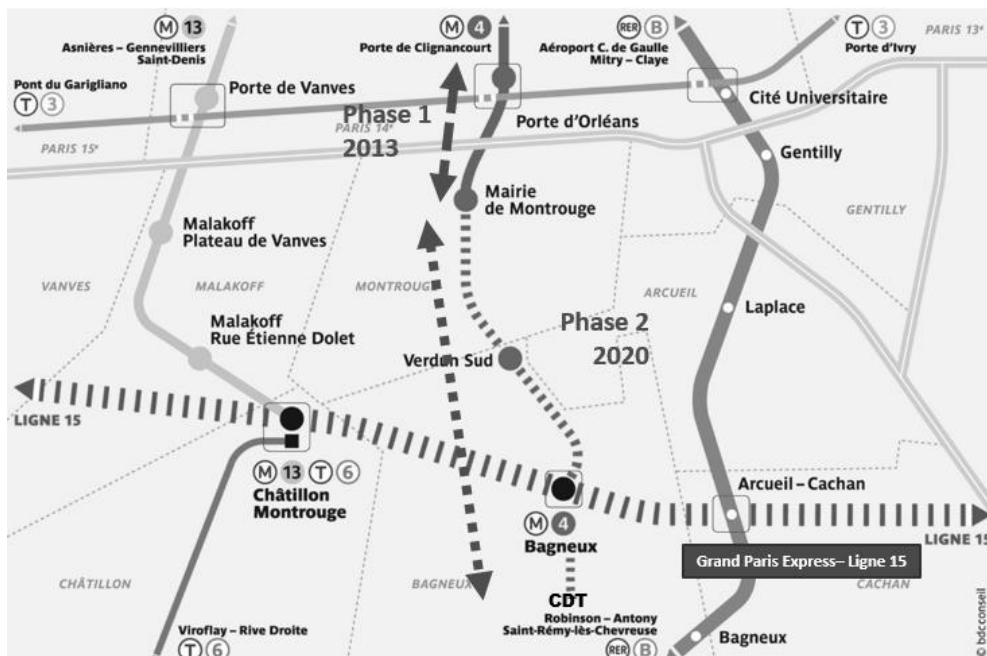 M 13
Asnières – Gennevilliers
Saint-Denis
M 4
Porte de Clignancourt
RER B
Aéroport C. de Gaulle
Mitry – Claye
T 3
Porte d'Ivry
PARIS 13e
Pont du Garigliano
T 3
Porte de Vanves
Cité Universitaire
Phase 1
2013
PARIS 14e
Porte d'Orléans
PARIS 15e
Gentilly
Mairie
de Montrouge
GENTILLY
Malakoff
Plateau de Vanves
VANVES
MALAKOFF
MONTROUG
ARCUEIL
Laplace
Phase 2
2020
Malakoff
Rue Étienne Dolet
Verdun Sud
LIGNE 15
M 13 T 6
Châtillon
Montrouge
Arcueil – Cachan
M 4
Bagneux
LIGNE 15
Grand Paris Express– Ligne 15
CHÂTILLON
BAGNEUX
CACHAN
CDT
Robinson – Antony
Saint-Rémy-lès-Chevreuse
RER B
Viroflay – Rive Droite
T 6
Bagneux
© bdcconseil